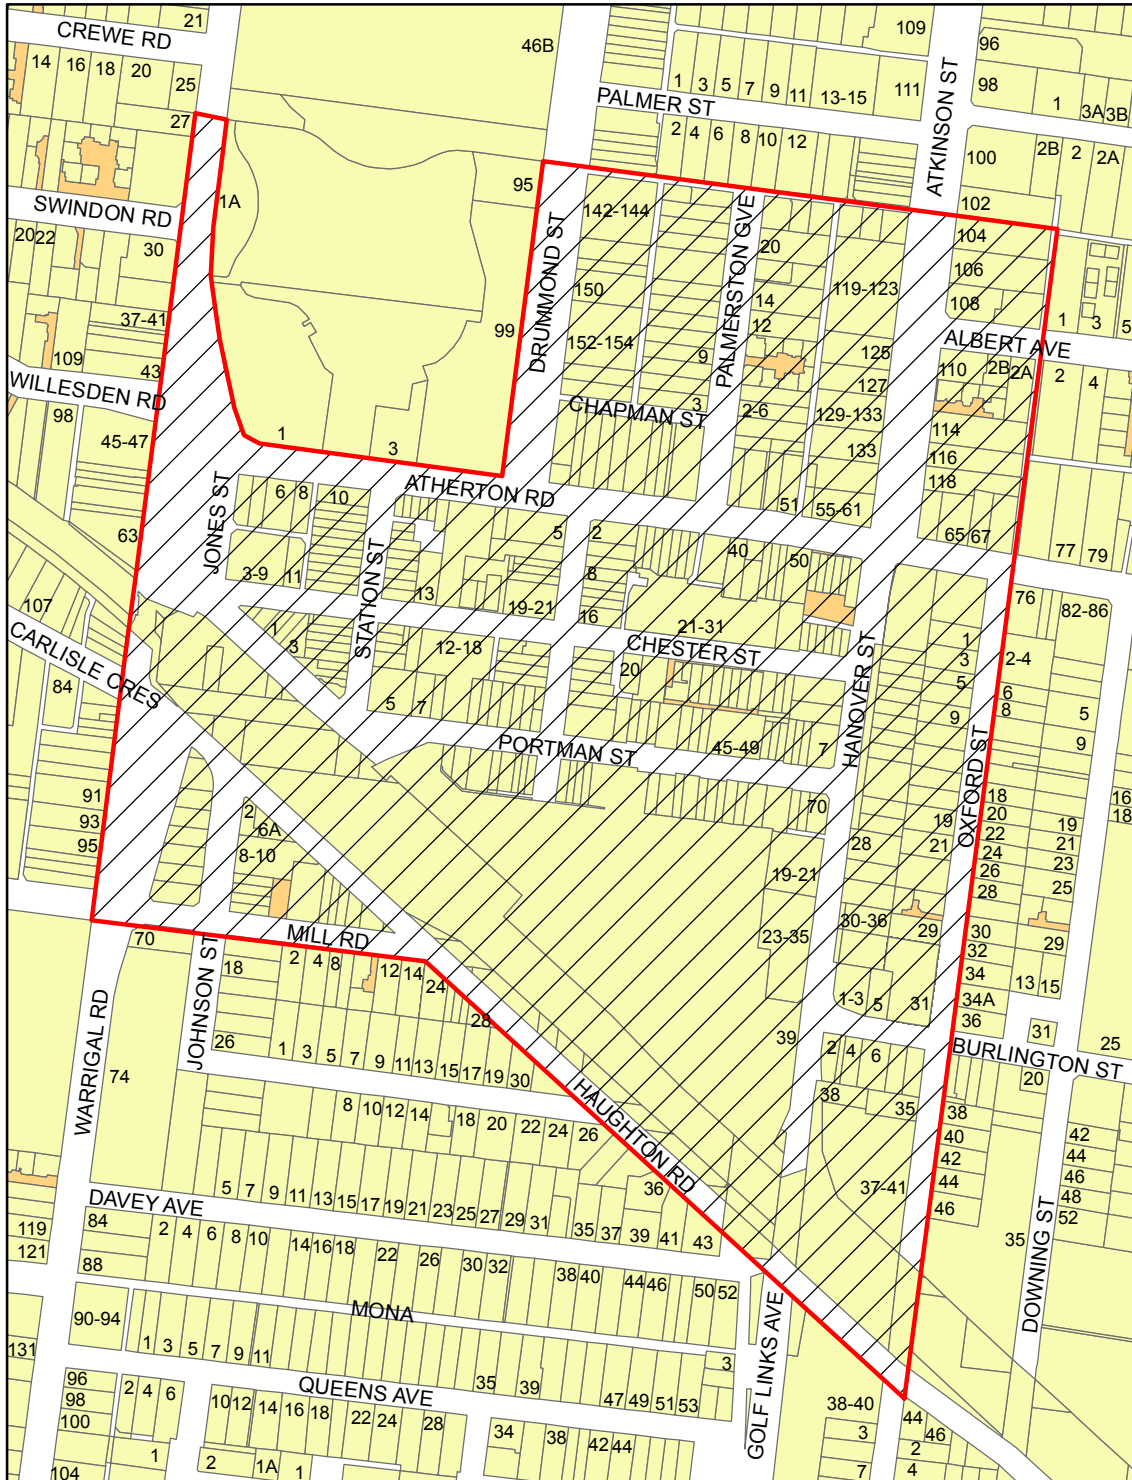 21
CREWE RD
46B
109
96
14 16 18 20 25
1 3 5 7 9 11 13-15 111
98
1 3A 3B
PALMER ST
ATKINSON ST
27
2 4 6 8 10 12
100
2B 2 2A
95
1A
102
SWINDON RD
142-144
104
20 22
30
DRUMMOND ST
PALMERSTON GVE
20
106
150
14
119-123
108
37-41
12
1 3 5
99
152-154
ALBERT AVE
109
43
9
125
110 2B 2A
2 4
WILLESDEN RD
127
98
CHAPMAN ST
3
2-6
129-133
114
45-47
1
3
133
116
118
JONES ST
6 8 10
ATHERTON RD
51
55-61
63
5
2
65 67
40
50
77 79
3-9 11
STATION ST
13
8
19-21
16
76
82-86
107
1
3
12-18
21-31
CHESTER ST
HANOVER ST
1
3
2-4
CARLISLE CRES
84
20
5
6
8
5
5 7
9
9
PORTMAN ST
45-49
7
OXFORD ST
91
2
70
18
16
93
6A
19
20
19
18
95
8-10
28
21
22
21
24
23
19-21
26
25
28
30-36
29
MILL RD
23-35
30
29
70
32
18
2 4 8 12 14
24
34
13 15
1-3 5 31
34A
28
36
31
WARRIGAL RD
JOHNSON ST
26
1 3 5 7 9 11 13 15 17 19 30
39
2 4 6
25
BURLINGTON ST
74
20
HAUGHTON RD
38
35
38
8 10 12 14 18 20 22 24 26
40
42
42
44
36
37-41
44
46
5 7 9 11 13 15 17 19 21 23 25 27 29 31 35 37 39 41 43
46
48
DAVEY AVE
52
119
84
2 4 6 8 10 14 16 18 22 26 30 32 38 40 44 46 50 52
35
DOWNING ST
121
88
GOLF LINKS AVE
90-94
MONA
131
1 3 5 7 9 11
3
96
2 4 6
35 39
47 49 51 53
QUEENS AVE
98
10 12 14 16 18 22 24 28
38-40
44
100
34 38 42 44
3
46
2
104
1
2 1A 1
7
4